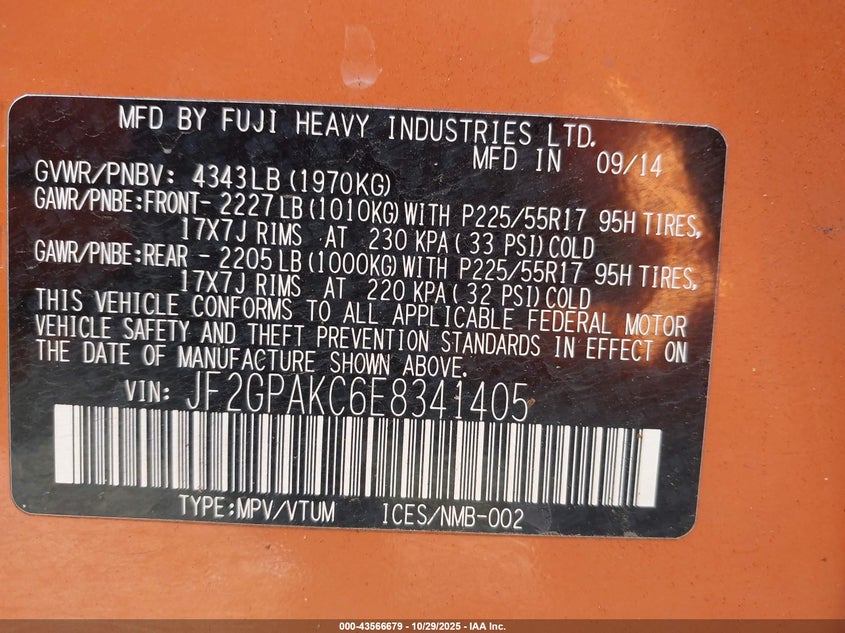 MFD BY FUJI HEAVY INDUSTRIES LTD.
MFD IN 09/14
GVWR/PNBV: 4343LB (1970KG)
GAWR/PNBE:FRONT- 2227 LB (1010KG) WITH P225/55R17 95H TIRES,
17X7J RIMS AT 230 KPA ( 33 PSI) COLD
GAWR/PNBE:REAR - 2205 LB (1000KG) WITH P225/55R17 95H TIRES,
17X7J RIMS AT 220 KPA ( 32 PSI) COLD
THIS VEHICLE CONFORMS TO ALL APPLICABLE FEDERAL MOTOR
VEHICLE SAFETY AND THEFT PREVENTION STANDARDS IN EFFECT ON
THE DATE OF MANUFACTURE SHOWN ABOVE.
VIN: JF2GPAKC6E8341405
TYPE:MPV/VTUM ICES/NMB-002
000-43566679 - 10/29/2025 - IAA Inc.